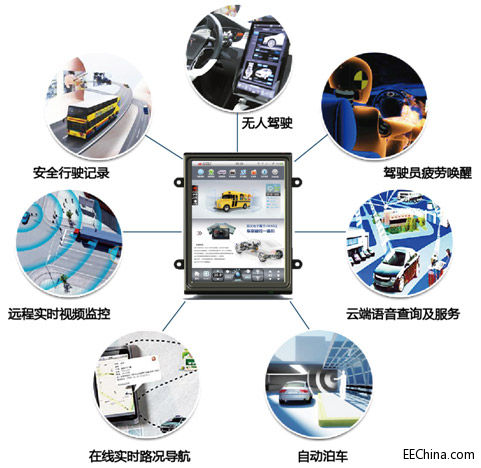 无人驾驶
安全行驶记录
驾驶员疲劳唤醒
远程实时视频监控
云端语音查询及服务
在线实时路况导航
自动泊车
EEChina.com